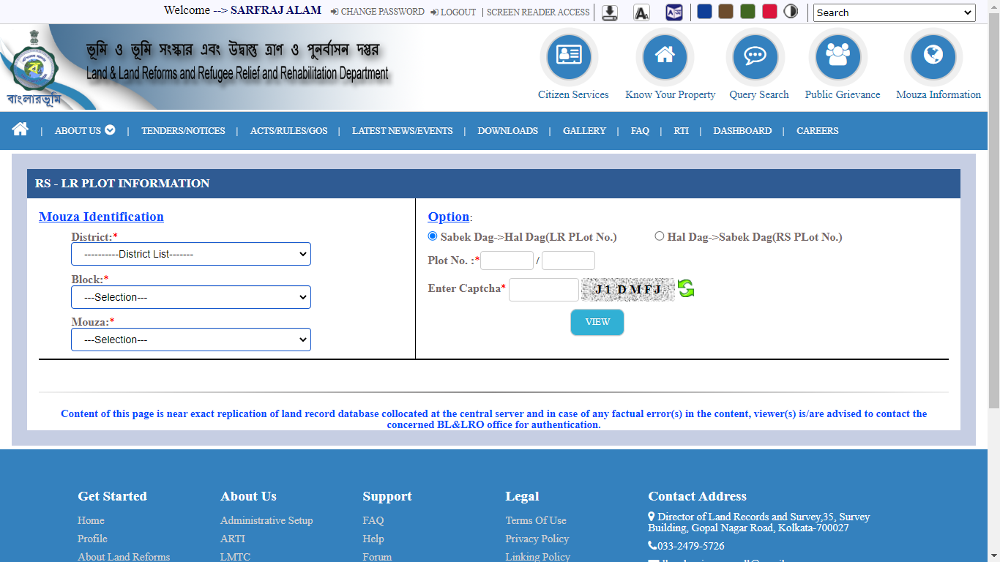 Welcome --> SARFRAJ ALAM CHANGE PASSWORD LOGOUT | SCREEN READER ACCESS Search
ভূমি ও ভূমি সংস্কার এবং উদ্বাস্তু ত্রাণ ও পুনর্বাসন দপ্তর
Land & Land Reforms and Refugee Relief and Rehabilitation Department
বাংলারভূমি
Citizen Services Know Your Property Query Search Public Grievance Mouza Information
| ABOUT US | TENDERS/NOTICES | ACTS/RULES/GOS | LATEST NEWS/EVENTS | DOWNLOADS | GALLERY | FAQ | RTI | DASHBOARD | CAREERS
RS - LR PLOT INFORMATION
Mouza Identification
District:*
----------District List-------
Block:*
---Selection---
Mouza:*
---Selection---
Option:
Sabek Dag->Hal Dag(LR PLot No.) Hal Dag->Sabek Dag(RS PLot No.)
Plot No. :* /
Enter Captcha* J1 DMFJ
VIEW
Content of this page is near exact replication of land record database collocated at the central server and in case of any factual error(s) in the content, viewer(s) is/are advised to contact the
concerned BL&LRO office for authentication.
Get Started
Home
Profile
About Land Reforms
About Us
Administrative Setup
ARTI
LMTC
Support
FAQ
Help
Forum
Legal
Terms Of Use
Privacy Policy
Linking Policy
Contact Address
Director of Land Records and Survey,35, Survey
Building, Gopal Nagar Road, Kolkata-700027
033-2479-5726